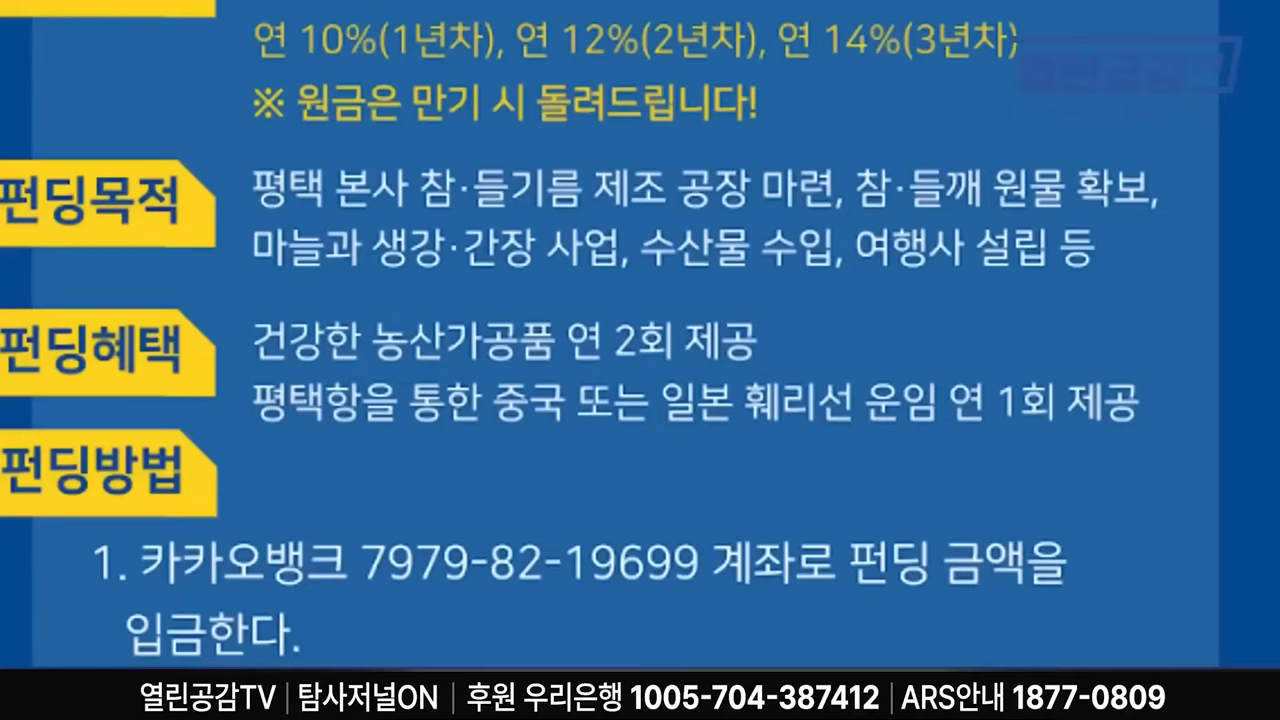 연 10%(1년차), 연 12%(2년차), 연 14%(3년차)
※ 원금은 만기 시 돌려드립니다!
펀딩목적
평택 본사 참·들기름 제조 공장 마련, 참·들깨 원물 확보,
마늘과 생강·간장 사업, 수산물 수입, 여행사 설립 등
펀딩혜택
건강한 농산가공품 연 2회 제공
평택항을 통한 중국 또는 일본 훼리선 운임 연 1회 제공
펀딩방법
1. 카카오뱅크 7979-82-19699 계좌로 펀딩 금액을
입금한다.
열린공감TV | 탐사저널ON | 후원 우리은행 1005-704-387412 | ARS안내 1877-0809